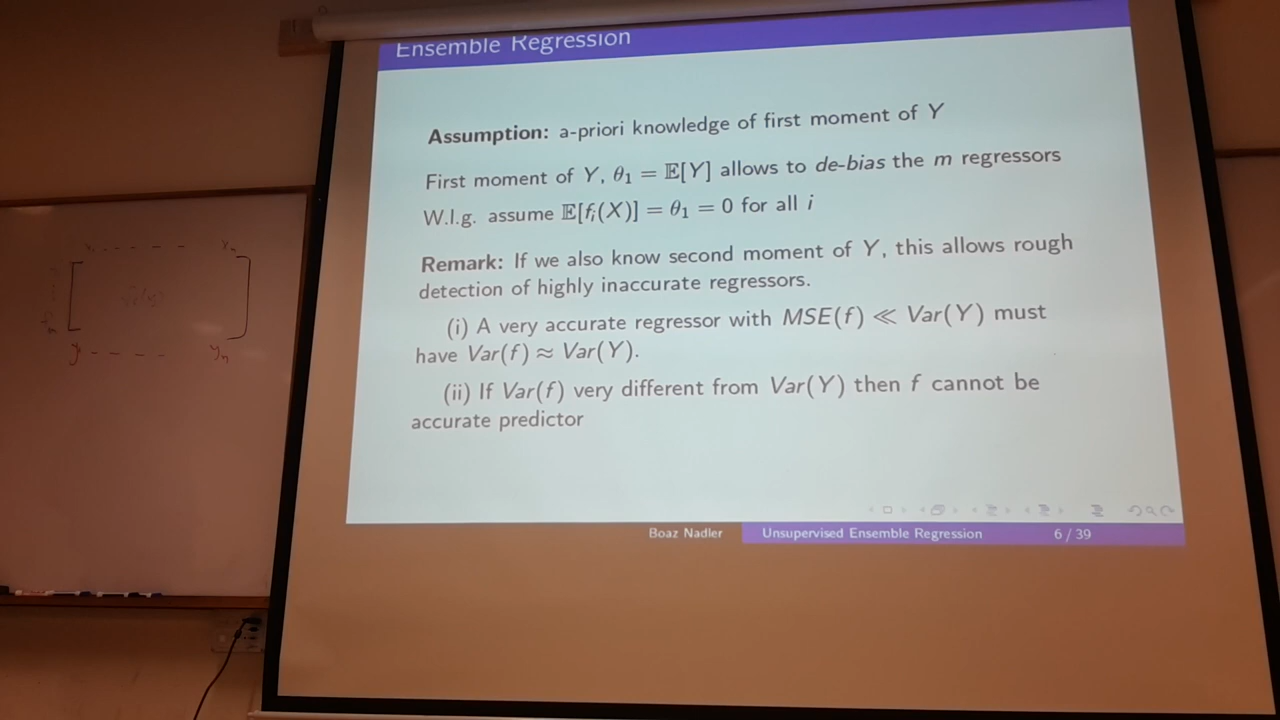 Ensemble Regression
Assumption: a-priori knowledge of first moment of Y
First moment of Y, θ₁ = 𝔼[Y] allows to de-bias the m regressors
W.l.g. assume 𝔼[fᵢ(X)] = θ₁ = 0 for all i
Remark: If we also know second moment of Y, this allows rough
detection of highly inaccurate regressors.
(i) A very accurate regressor with MSE(f) ≪ Var(Y) must
have Var(f) ≈ Var(Y).
(ii) If Var(f) very different from Var(Y) then f cannot be
accurate predictor
Boaz Nadler Unsupervised Ensemble Regression 6 / 39